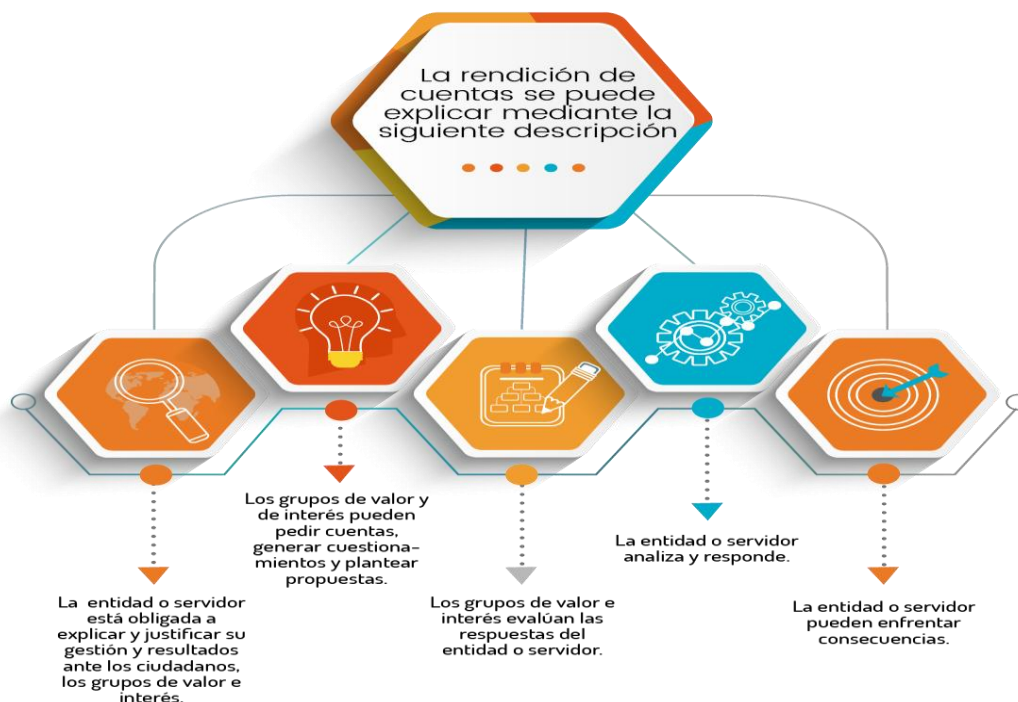 La rendición de
cuentas se puede
explicar mediante la
siguiente descripción
La entidad o servidor
está obligada a
explicar y justificar su
gestión y resultados
ante los ciudadanos,
los grupos de valor e
interés.
Los grupos de valor y
de interés pueden
pedir cuentas,
generar cuestiona-
mientos y plantear
propuestas.
Los grupos de valor e
interés evalúan las
respuestas del
entidad o servidor.
La entidad o servidor
analiza y responde.
La entidad o servidor
pueden enfrentar
consecuencias.